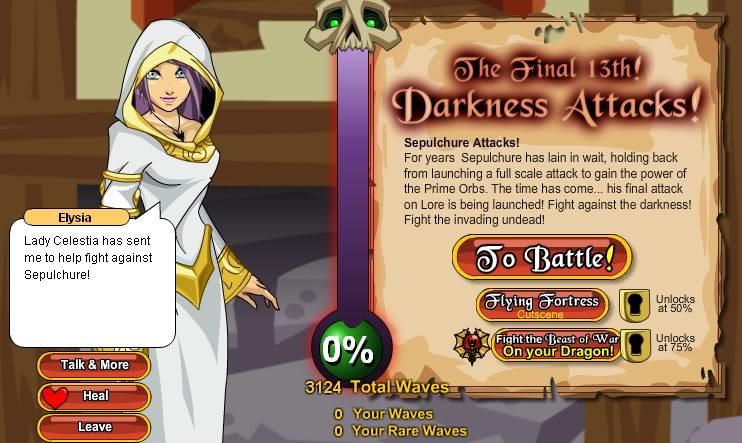 The Final 13th!
Darkness Attacks!
Sepulchure Attacks!
For years Sepulchure has lain in wait, holding back
from launching a full scale attack to gain the power of
the Prime Orbs. The time has come... his final attack
on Lore is being launched! Fight against the darkness!
Fight the invading undead!
To Battle!
Flying Fortress
Cutscene
Unlocks
at 50%
Fight the Beast of War
On your Dragon!
Unlocks
at 75%
Elysia
Lady Celestia has sent
me to help fight against
Sepulchure!
Talk & More
Heal
Leave
0%
3124 Total Waves
0 Your Waves
0 Your Rare Waves